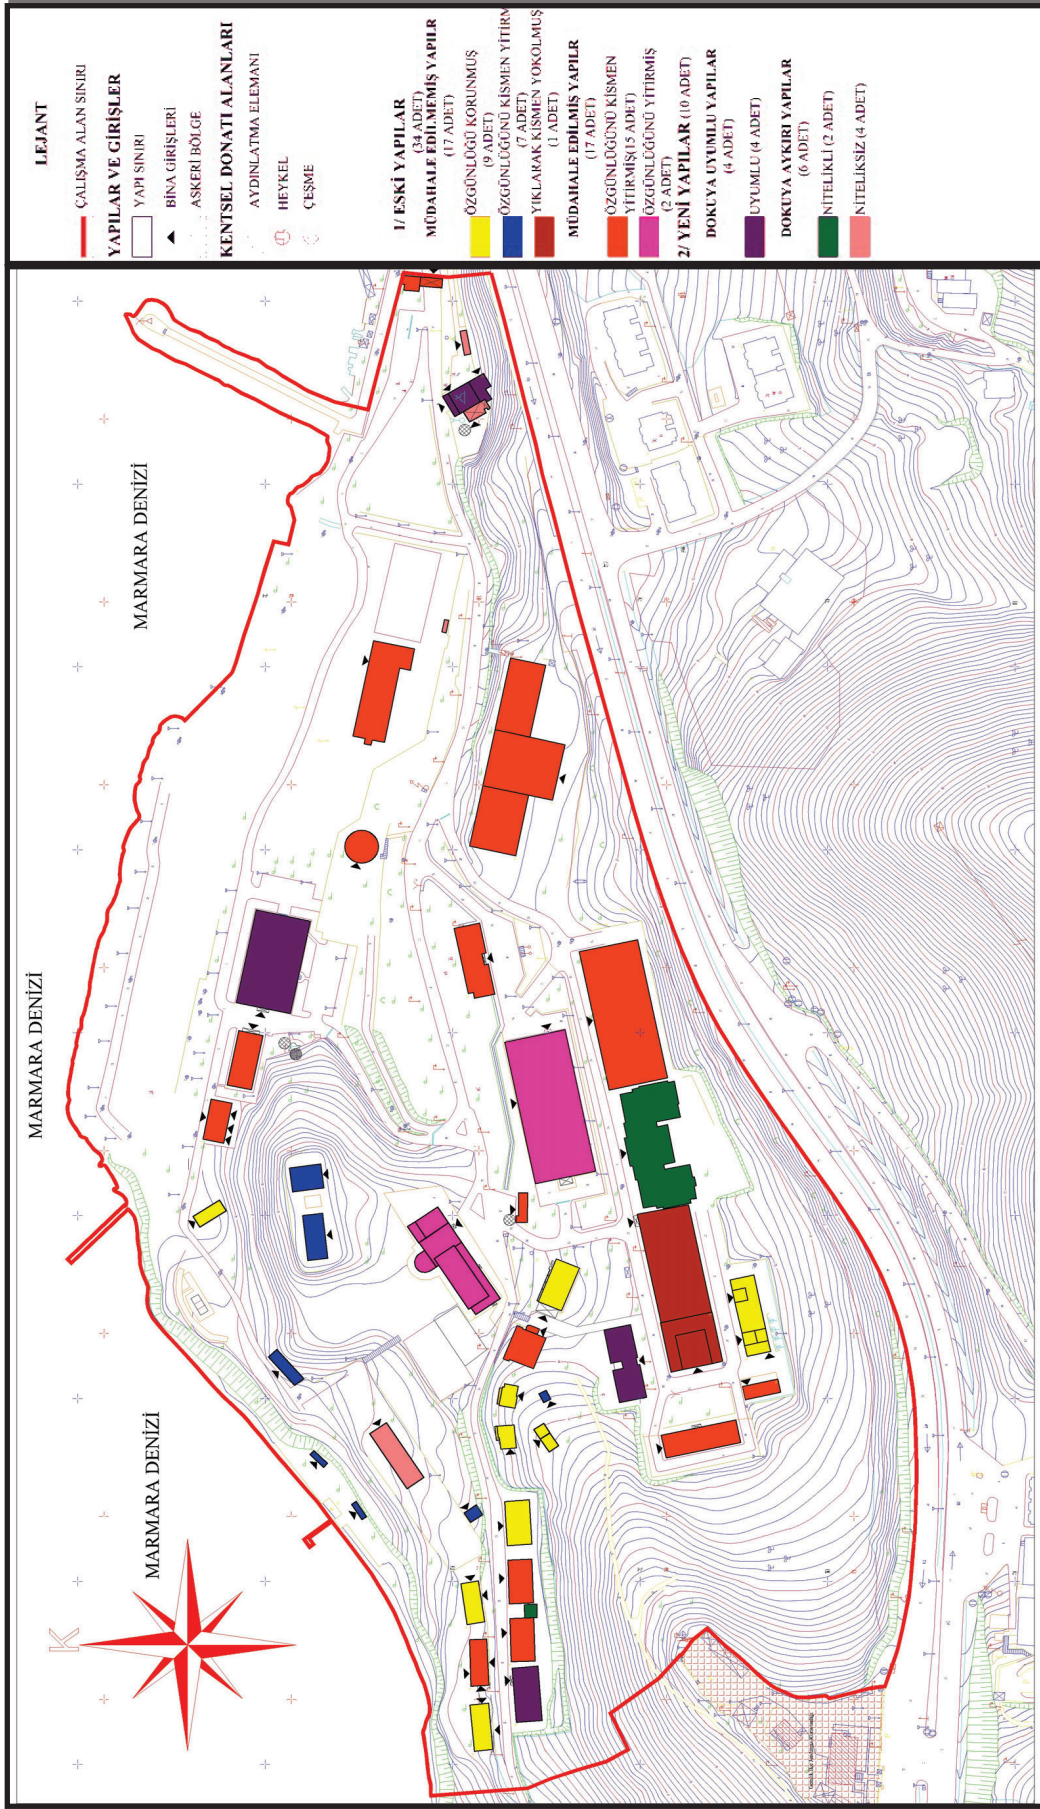 LEJANT
ÇALIŞMA ALAN SINIRI
YAPILAR VE GİRİŞLER
YAPI SINIRI
BİNA GİRİŞLERİ
ASKERİ BÖLGE
KENTSEL DONATI ALANLARI
AYDINLATMA ELEMANI
HEYKEL
ÇEŞME
1/ ESKİ YAPILAR
(34 ADET)
MÜDAHALE EDİLMEMİŞ YAPILR
(17 ADET)
ÖZGÜNLÜĞÜ KORUNMUŞ
(9 ADET)
ÖZGÜNLÜĞÜNÜ KISMEN YİTİRM
(7 ADET)
YIKLARAK KISMEN YOKOLMUŞ
(1 ADET)
MÜDAHALE EDİLMİŞ YAPILR
(17 ADET)
ÖZGÜNLÜĞÜNÜ KISMEN
YİTİRMİŞ(15 ADET)
ÖZGÜNLÜĞÜNÜ YİTİRMİŞ
(2 ADET)
2/ YENİ YAPILAR (10 ADET)
DOKUYA UYUMLU YAPILAR
(4 ADET)
UYUMLU (4 ADET)
DOKUYA AYKIRI YAPILAR
(6 ADET)
NİTELİKLİ (2 ADET)
NİTELİKSİZ (4 ADET)
MARMARA DENİZİ
MARMARA DENİZİ
MARMARA DENİZİ
K